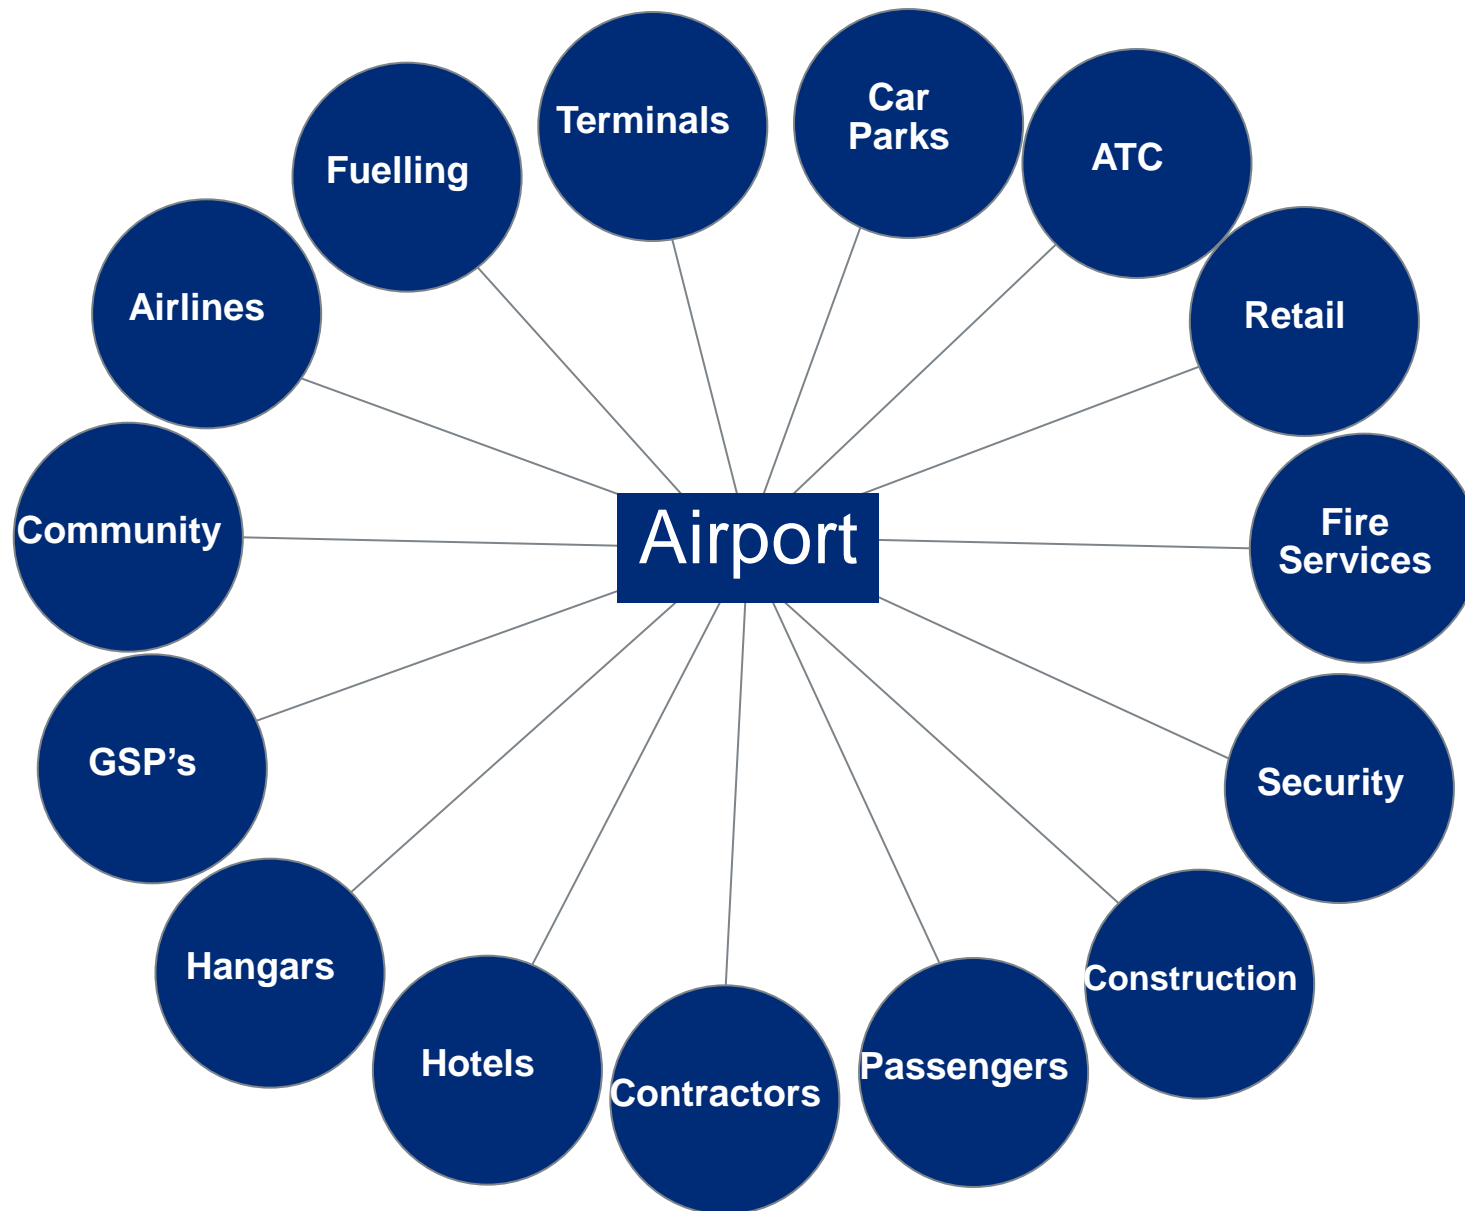 Terminals
Car
Parks
ATC
Fuelling
Airlines
Retail
Community
Airport
Fire
Services
GSP’s
Security
Hangars
Construction
Hotels
Contractors
Passengers